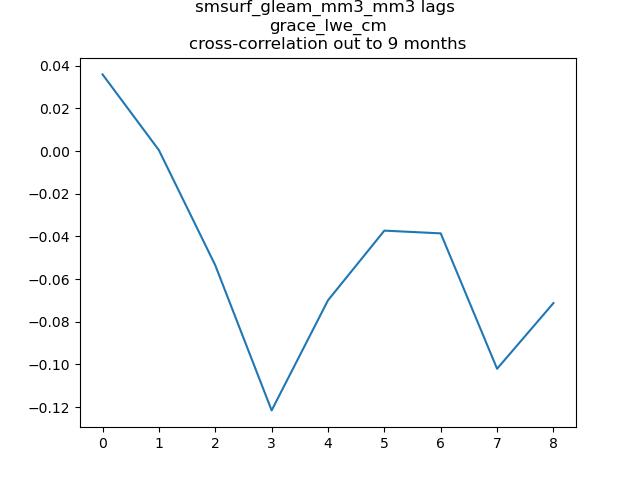 smsurf_gleam_mm3_mm3 lags
grace_lwe_cm
cross-correlation out to 9 months
0.04
0.02
0.00
−0.02
−0.04
−0.06
−0.08
−0.10
−0.12
0 1 2 3 4 5 6 7 8